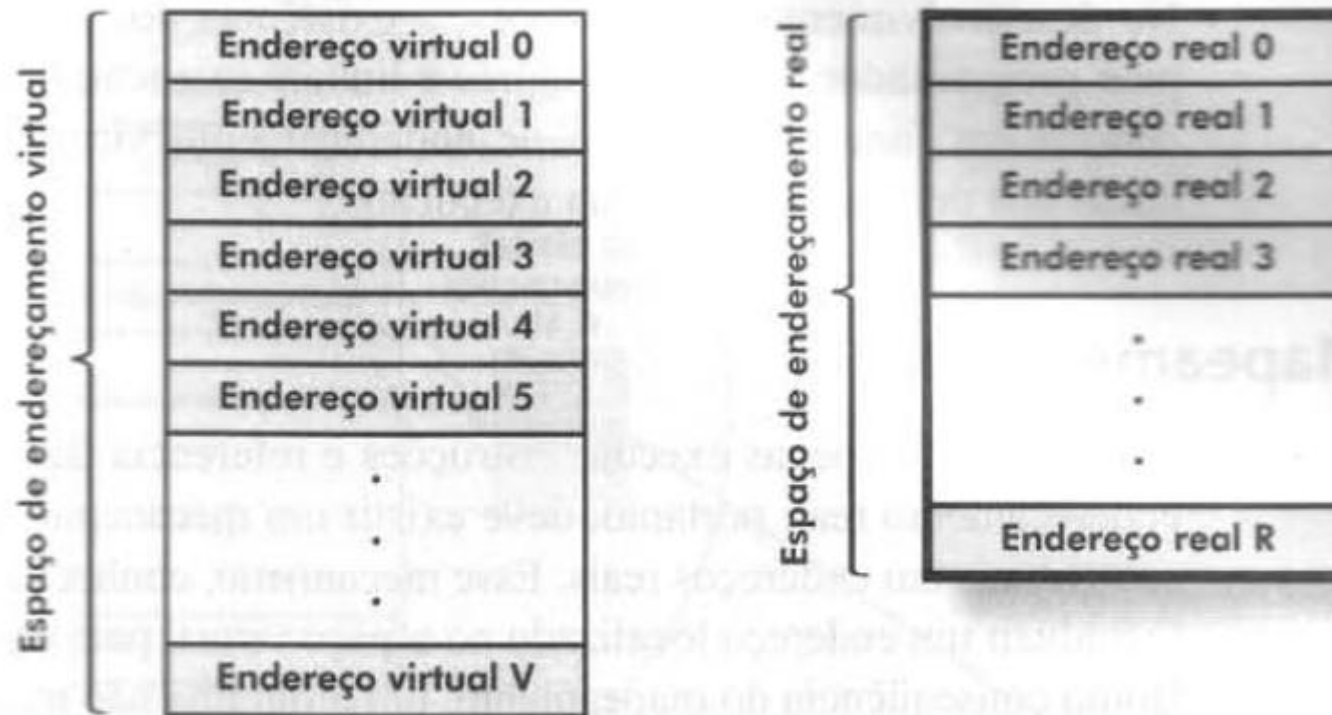 Espaço de endereçamento virtual
Endereço virtual 0
Endereço virtual 1
Endereço virtual 2
Endereço virtual 3
Endereço virtual 4
Endereço virtual 5
Endereço virtual V
Espaço de endereçamento real
Endereço real 0
Endereço real 1
Endereço real 2
Endereço real 3
Endereço real R